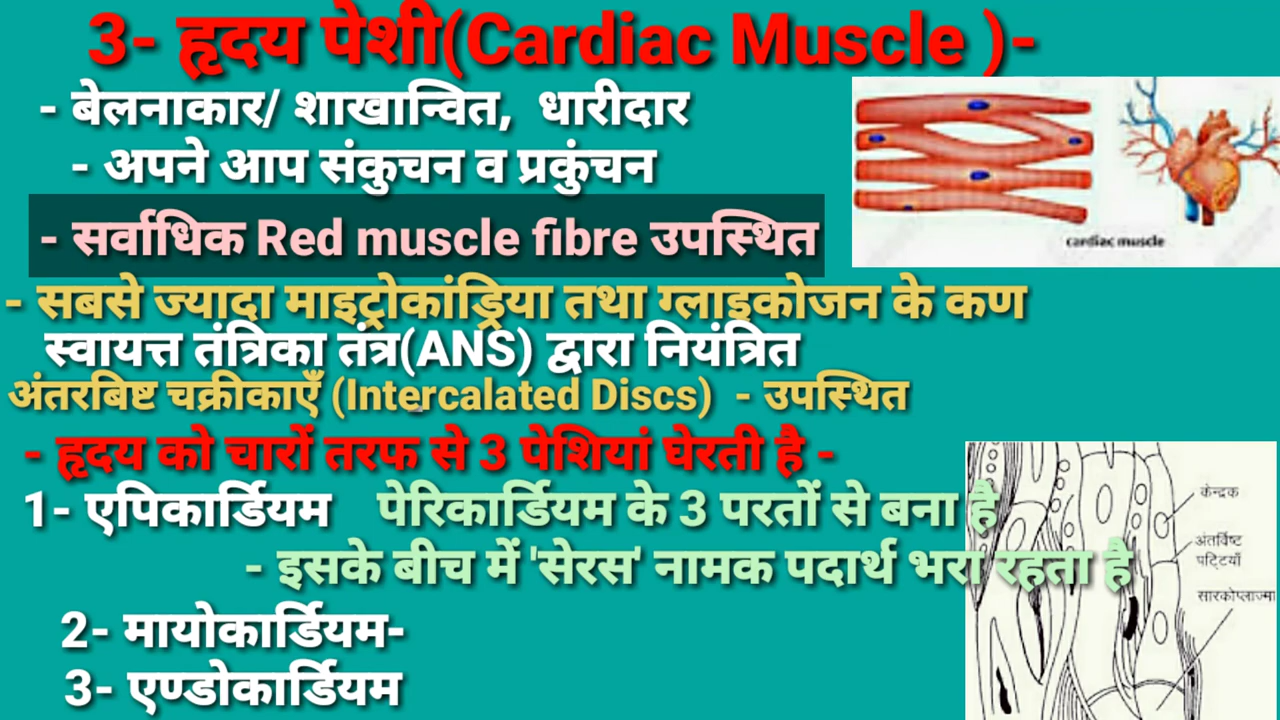 3- हृदय पेशी(Cardiac Muscle )-
- बेलनाकार/ शाखान्वित, धारीदार
- अपने आप संकुचन व प्रकुंचन
- सर्वाधिक Red muscle fibre उपस्थित
cardiac muscle
- सबसे ज्यादा माइट्रोकांड्रिया तथा ग्लाइकोजन के कण
स्वायत्त तंत्रिका तंत्र(ANS) द्वारा नियंत्रित
अंतरबिष्ट चक्रीकाएँ (Intercalated Discs) - उपस्थित
- हृदय को चारों तरफ से 3 पेशियां घेरती है -
1- एपिकार्डियम पेरिकार्डियम के 3 परतों से बना है
- इसके बीच में 'सेरस' नामक पदार्थ भरा रहता है
2- मायोकार्डियम-
3- एण्डोकार्डियम
केन्द्रक
अंतर्विष्ट
पट्टियाँ
सारकोप्लाज्मा